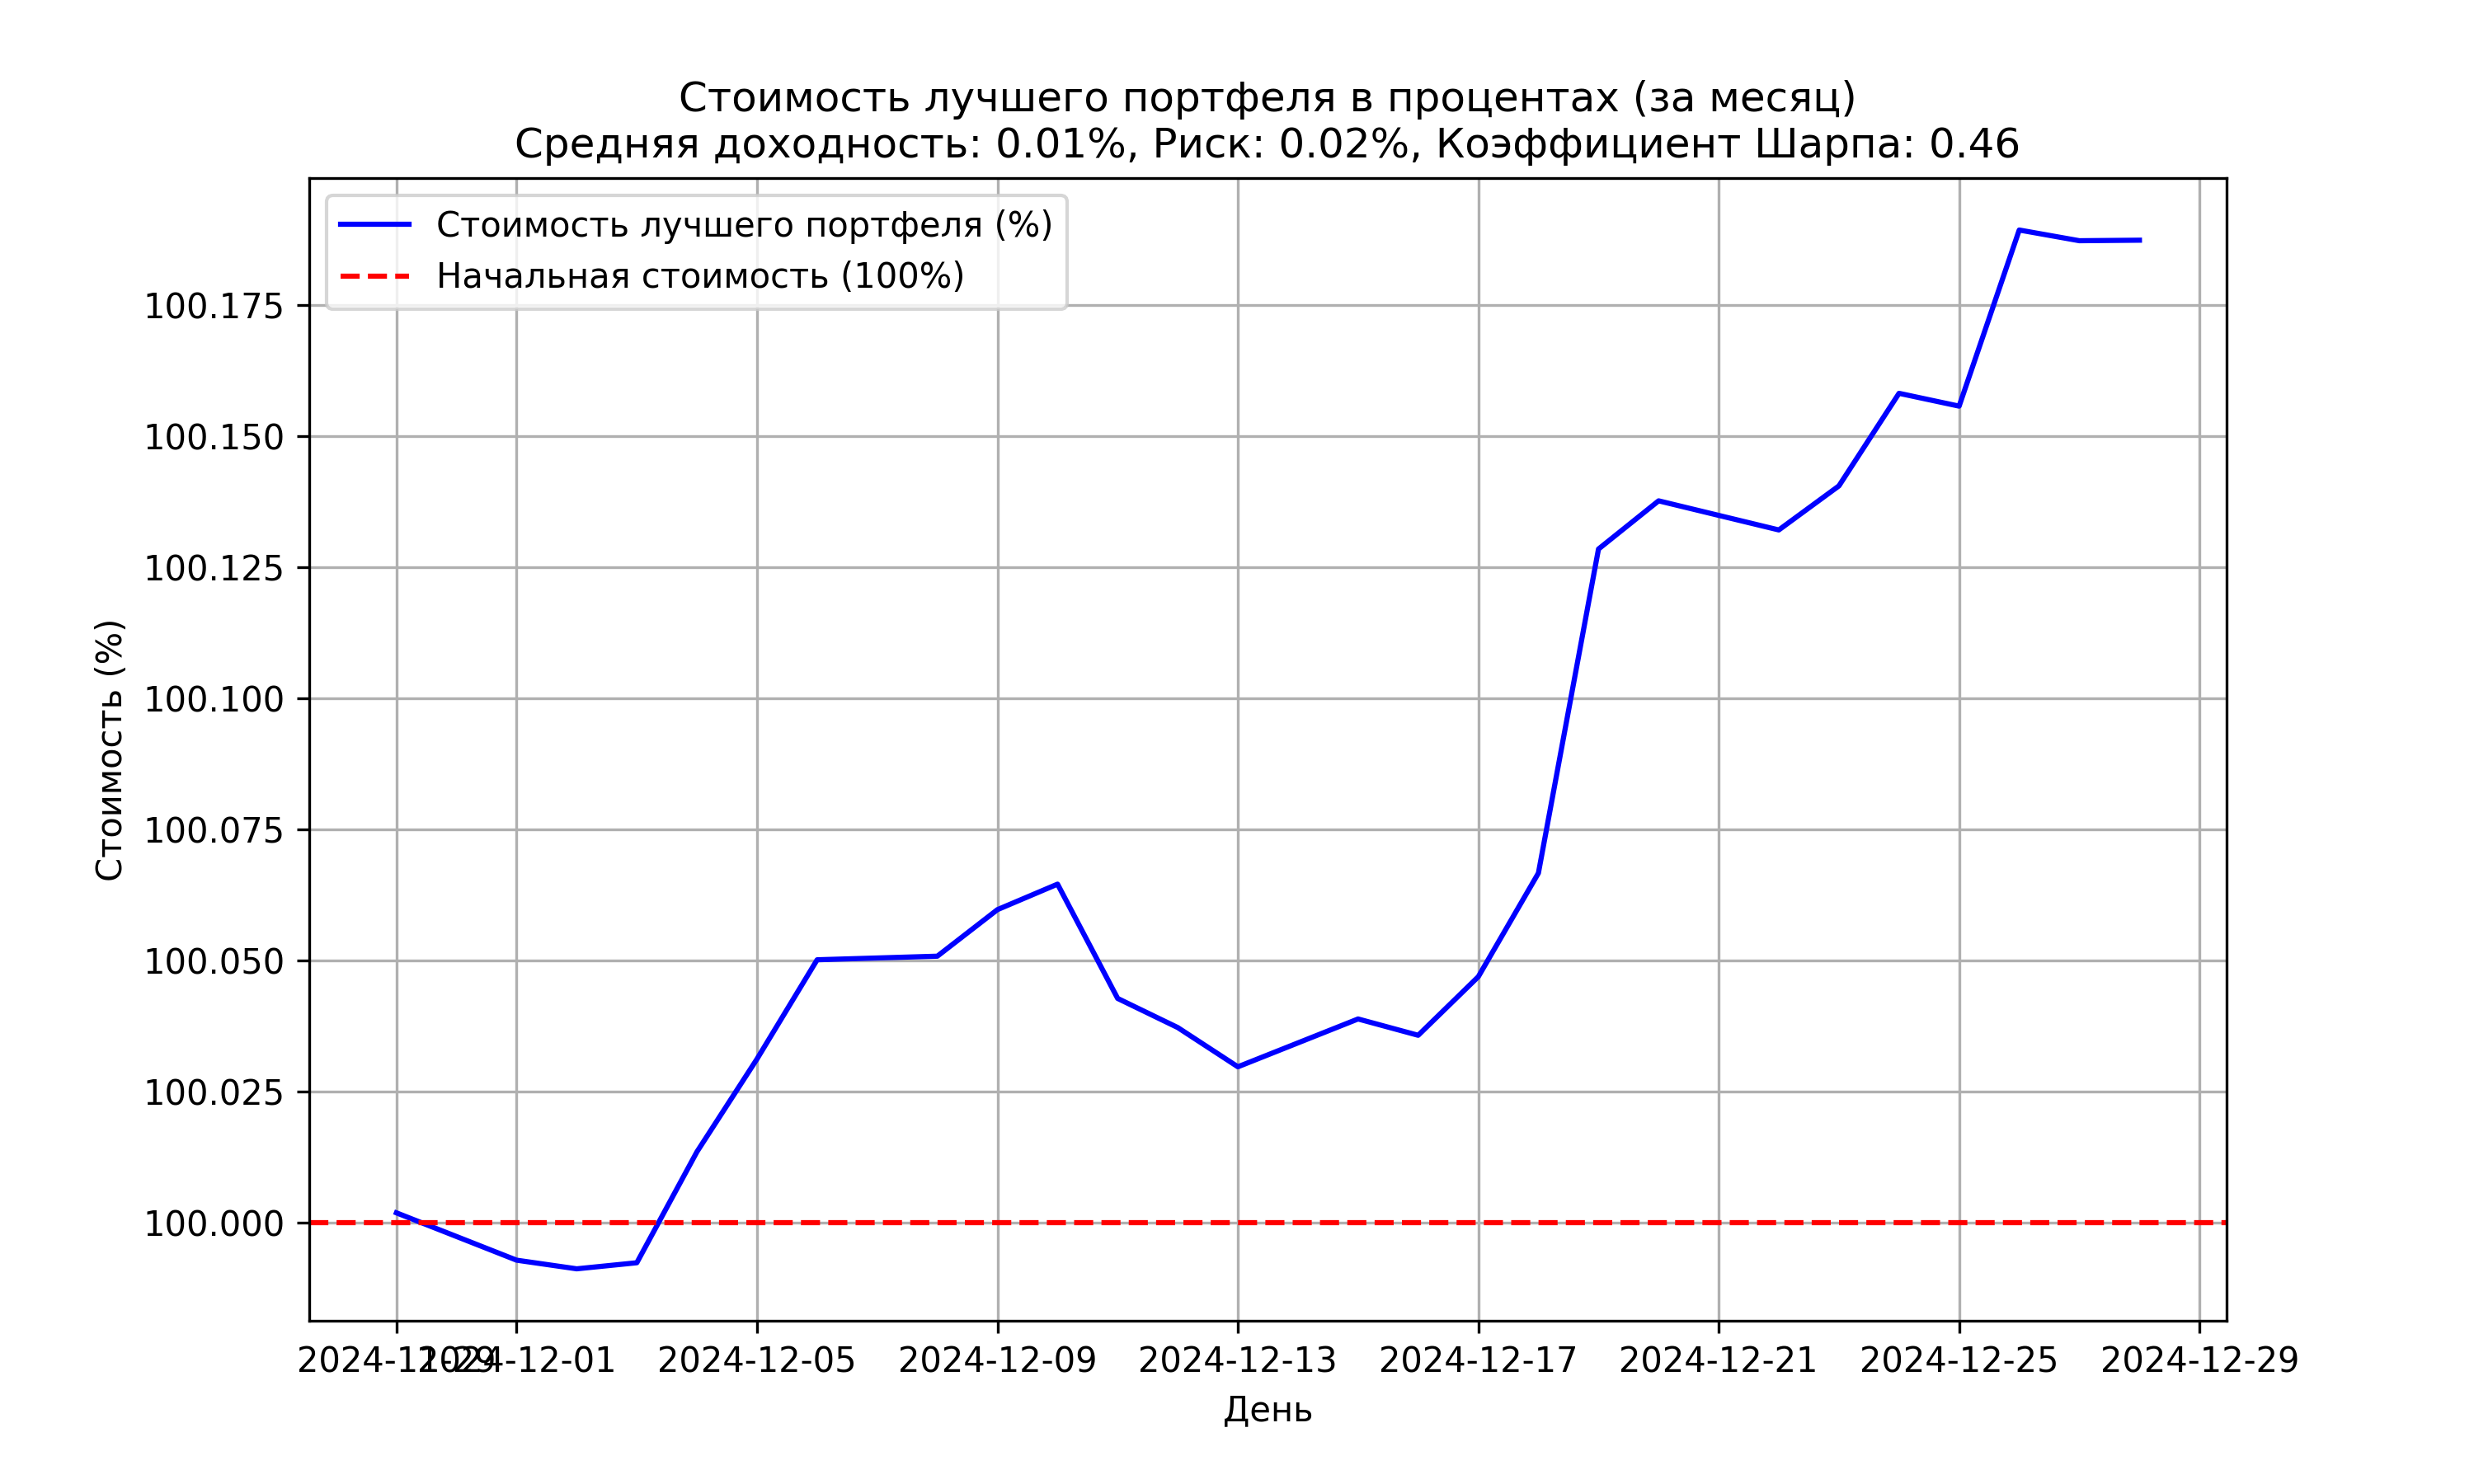 Стоимость лучшего портфеля в процентах (за месяц)
Средняя доходность: 0.01%, Риск: 0.02%, Коэффициент Шарпа: 0.46
Стоимость лучшего портфеля (%)
Начальная стоимость (100%)
100.175
100.150
100.125
100.100
100.075
100.050
100.025
100.000
Стоимость (%)
2024-11-29 2024-12-01 2024-12-05 2024-12-09 2024-12-13 2024-12-17 2024-12-21 2024-12-25 2024-12-29
День